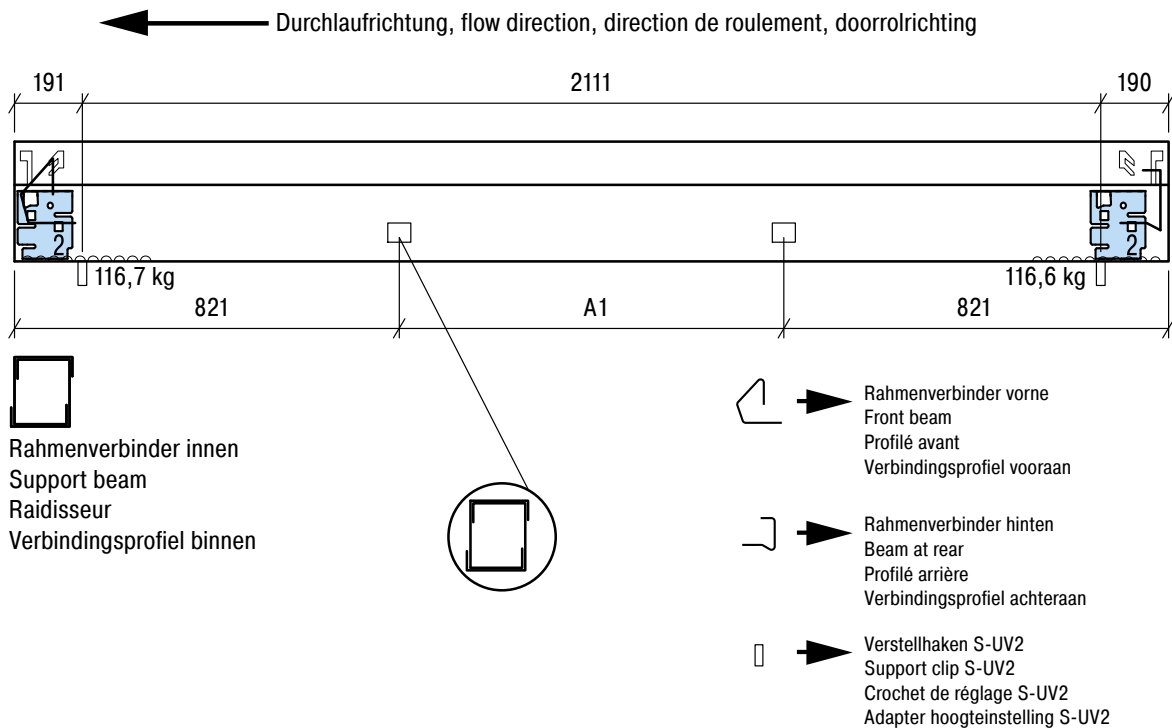 Durchlaufrichtung, flow direction, direction de roulement, doorrolrichting
191
2111
190
2
2
116,7 kg
116,6 kg
821
A1
821
Rahmenverbinder innen
Support beam
Raidisseur
Verbindingsprofiel binnen
Rahmenverbinder vorne
Front beam
Profilé avant
Verbindingsprofiel vooraan
Rahmenverbinder hinten
Beam at rear
Profilé arrière
Verbindingsprofiel achteraan
Verstellhaken S-UV2
Support clip S-UV2
Crochet de réglage S-UV2
Adapter hoogteinstelling S-UV2